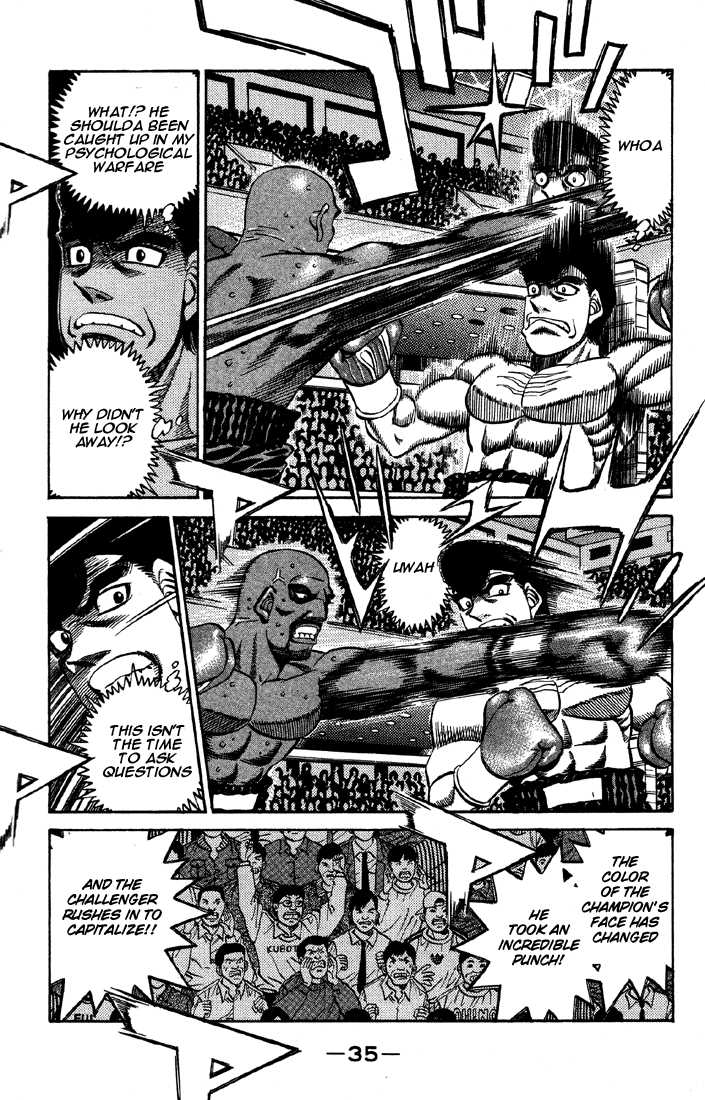 WHOA
WHAT!? HE
SHOULDA BEEN
CAUGHT UP IN MY
PSYCHOLOGICAL
WARFARE
WHY DIDN'T
HE LOOK
AWAY!?
UWAH
THIS ISN'T
THE TIME
TO ASK
QUESTIONS
THE
COLOR
OF THE
CHAMPION'S
FACE HAS
CHANGED
HE
TOOK AN
INCREDIBLE
PUNCH!
AND THE
CHALLENGER
RUSHES IN TO
CAPITALIZE!!
KUBOT
—35—